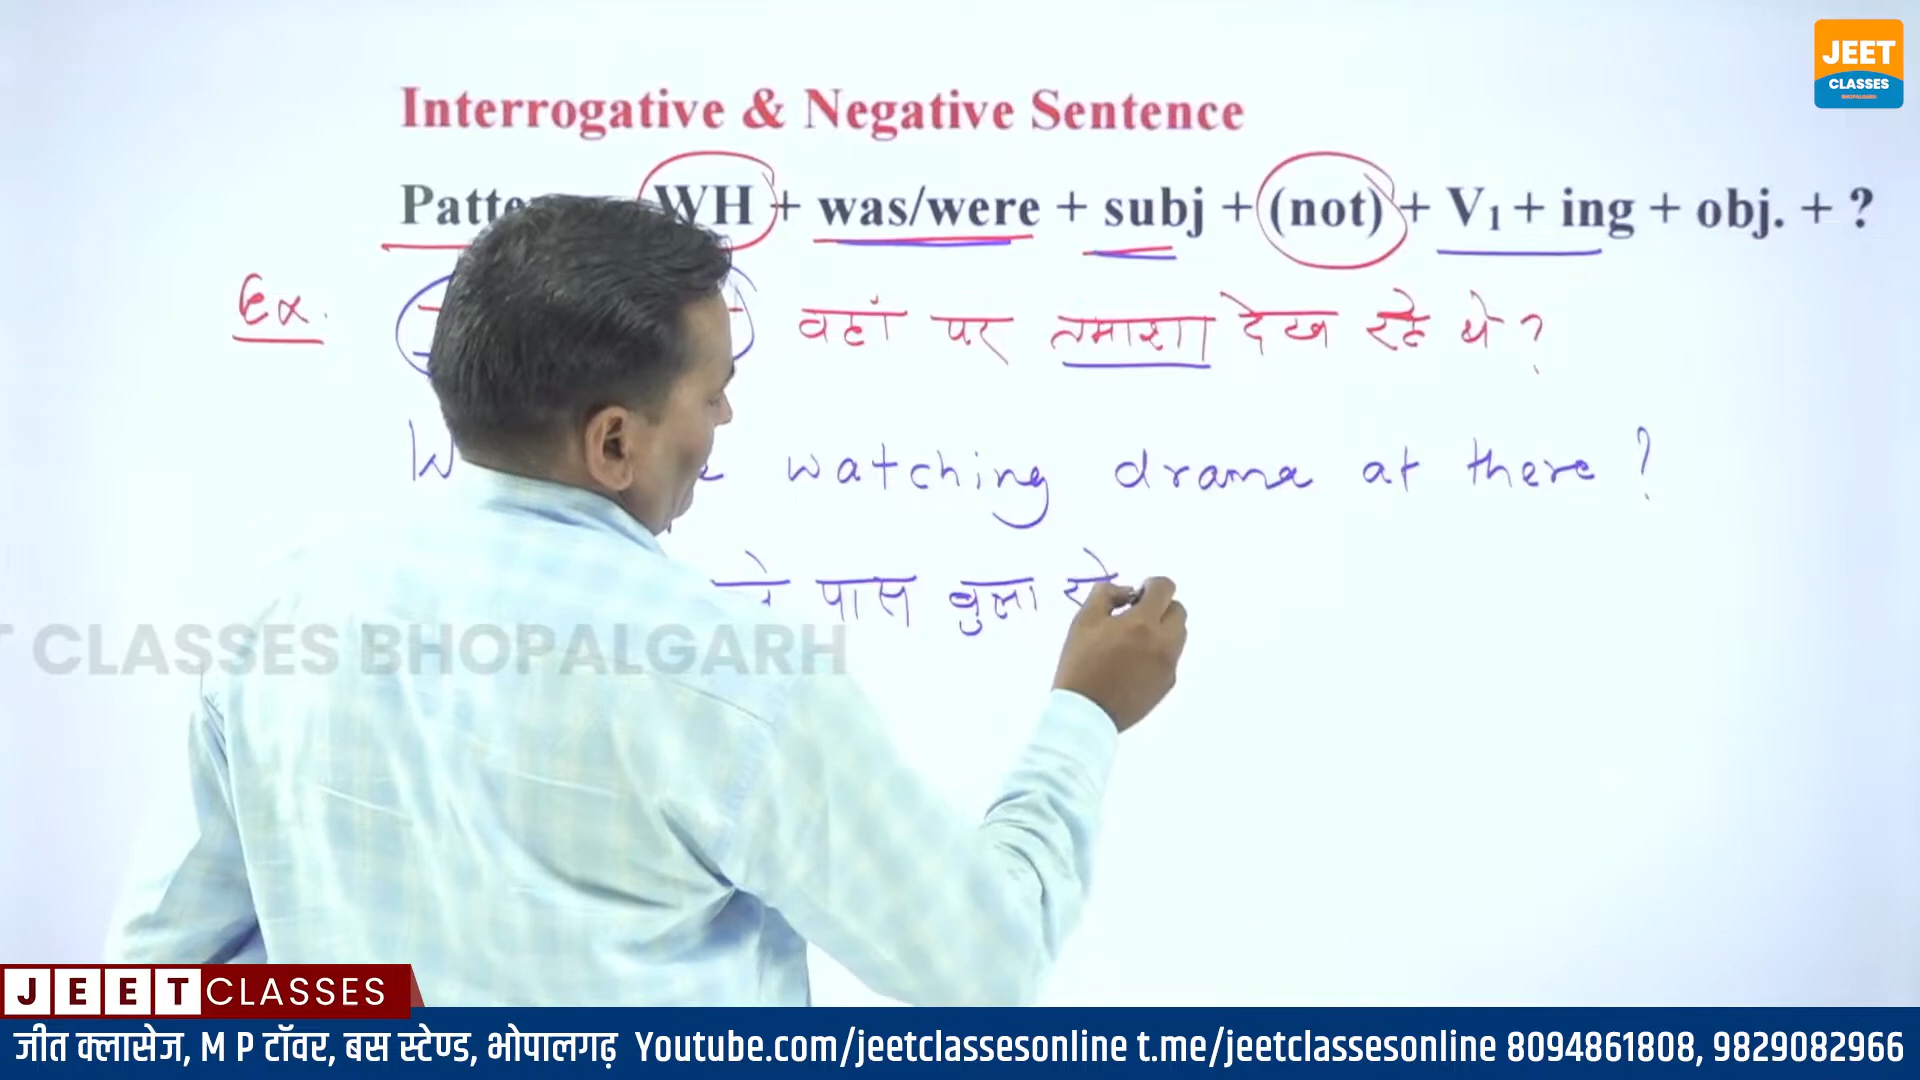 JEET
CLASSES
BHOPALGARH
Interrogative & Negative Sentence
WH + was/were + subj + (not) + V₁ + ing + obj. + ?
Ex. वहाँ पर तमाशा देख रहे थे ?
watching drama at there ?
पास बुला
CLASSES BHOPALGARH
JEET CLASSES
जीत क्लासेज, M P टॉवर, बस स्टेण्ड, भोपालगढ़ Youtube.com/jeetclassesonline t.me/jeetclassesonline 8094861808, 9829082966